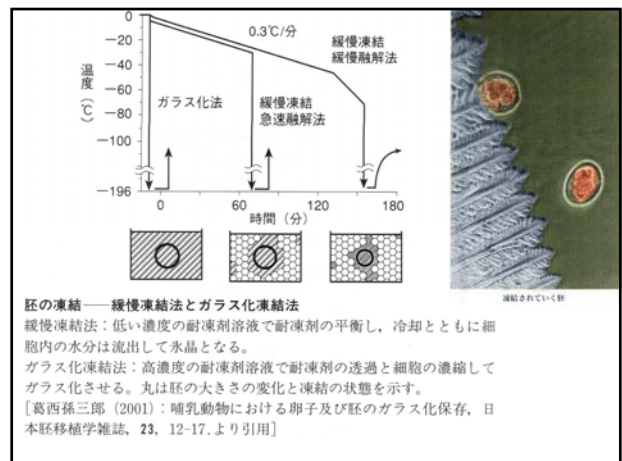 0
−20
−40
−60
−80
−100
−196
温度（℃）
0.3℃/分
緩慢凍結
緩慢融解法
ガラス化法
緩慢凍結
急速融解法
0
60
120
180
時間（分）
凍結されていく胚
胚の凍結──緩慢凍結法とガラス化凍結法
緩慢凍結法：低い濃度の耐凍剤溶液で耐凍剤の平衡し，冷却とともに細
胞内の水分は流出して氷晶となる。
ガラス化凍結法：高濃度の耐凍剤溶液で耐凍剤の透過と細胞の濃縮して
ガラス化させる。丸は胚の大きさの変化と凍結の状態を示す。
[葛西孫三郎（2001）：哺乳動物における卵子及び胚のガラス化保存，日
本胚移植学雑誌，23，12-17.より引用]